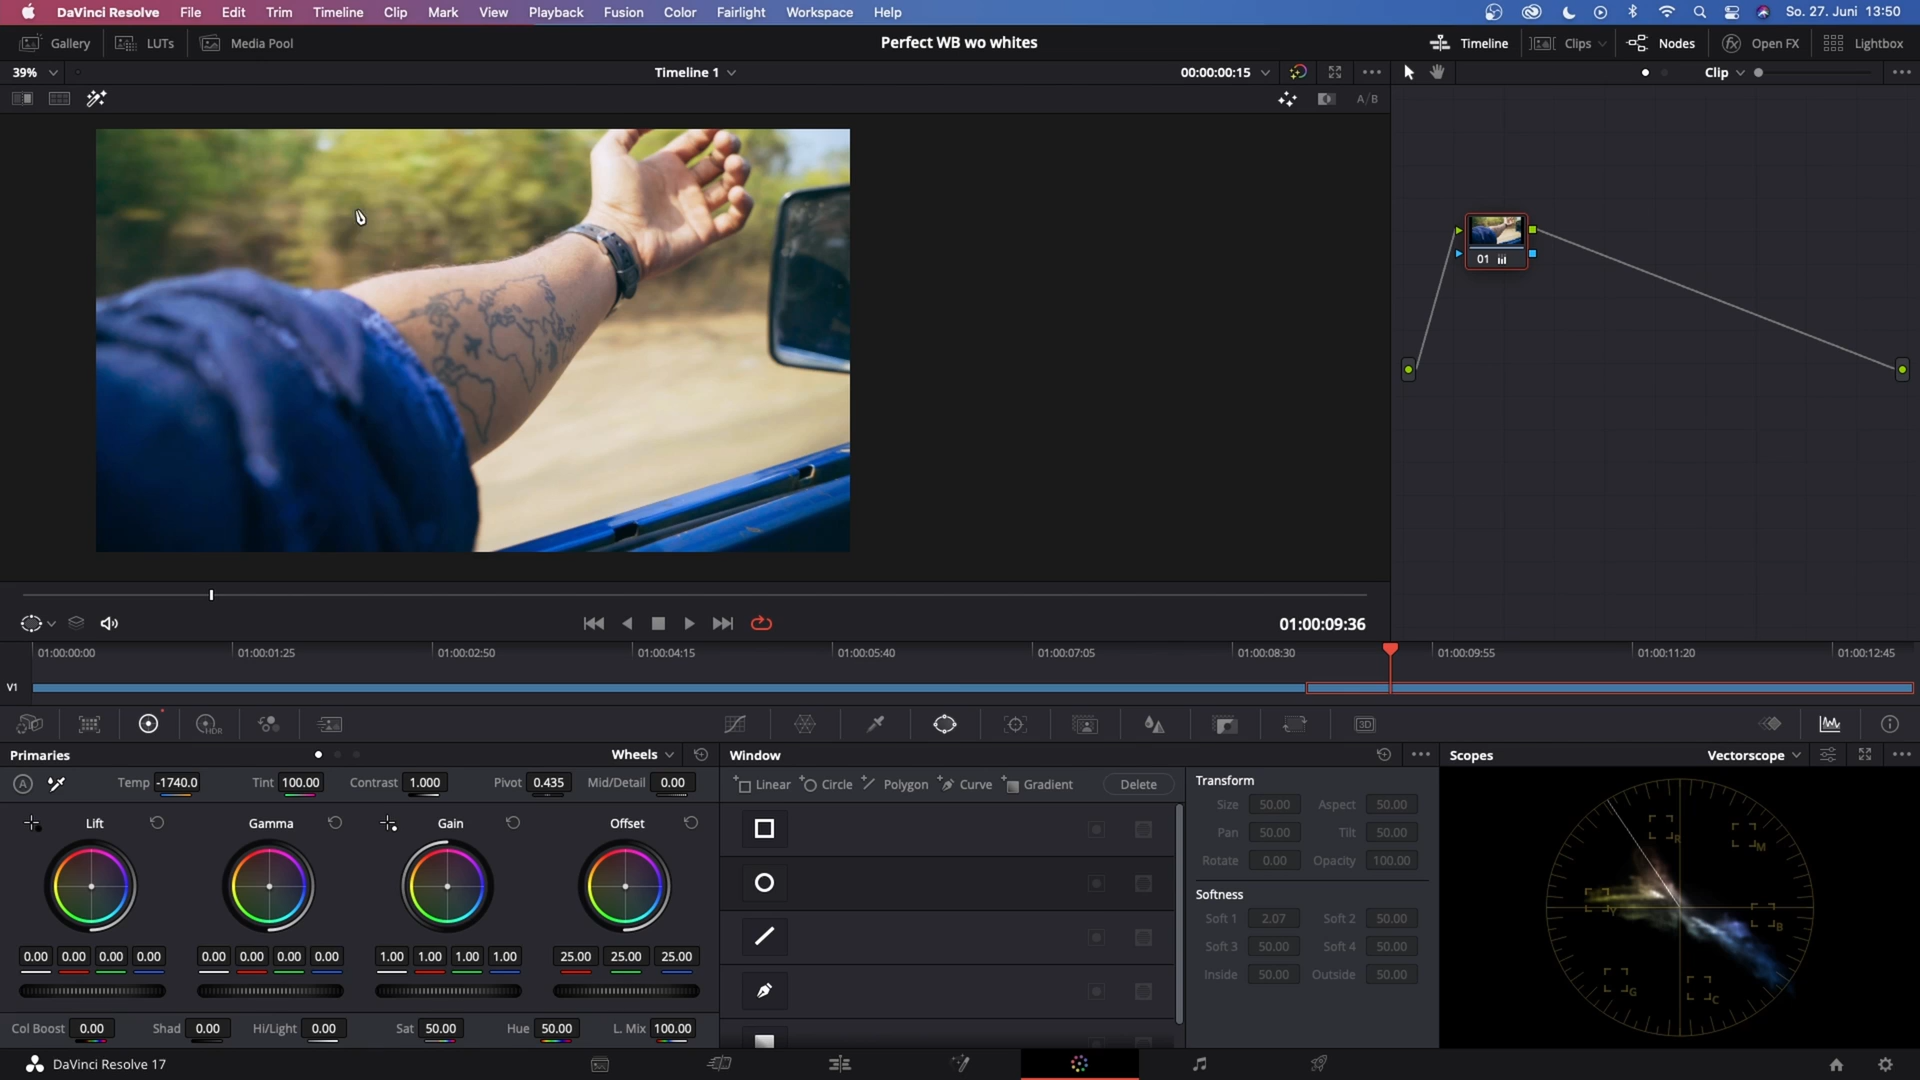 DaVinci Resolve File Edit Trim Timeline Clip Mark View Playback Fusion Color Fairlight Workspace Help So. 27. Juni 13:50
Gallery LUTs Media Pool Perfect WB wo whites Timeline Clips Nodes Open FX Lightbox
39% Timeline 1 00:00:00:15 Clip
A/B
01
01:00:09:36
01:00:00:00 01:00:01:25 01:00:02:50 01:00:04:15 01:00:05:40 01:00:07:05 01:00:08:30 01:00:09:55 01:00:11:20 01:00:12:45
V1
HDR 3D
Primaries Wheels Window Scopes Vectorscope
A Temp -1740.0 Tint 100.00 Contrast 1.000 Pivot 0.435 Mid/Detail 0.00
Linear Circle Polygon Curve Gradient Delete
Transform
Size 50.00 Aspect 50.00
Pan 50.00 Tilt 50.00
Rotate 0.00 Opacity 100.00
Softness
Soft 1 2.07 Soft 2 50.00
Soft 3 50.00 Soft 4 50.00
Inside 50.00 Outside 50.00
Lift Gamma Gain Offset
0.00 0.00 0.00 0.00 0.00 0.00 0.00 0.00 1.00 1.00 1.00 1.00 25.00 25.00 25.00
Col Boost 0.00 Shad 0.00 Hi/Light 0.00 Sat 50.00 Hue 50.00 L. Mix 100.00
R M
Y B
G C
DaVinci Resolve 17